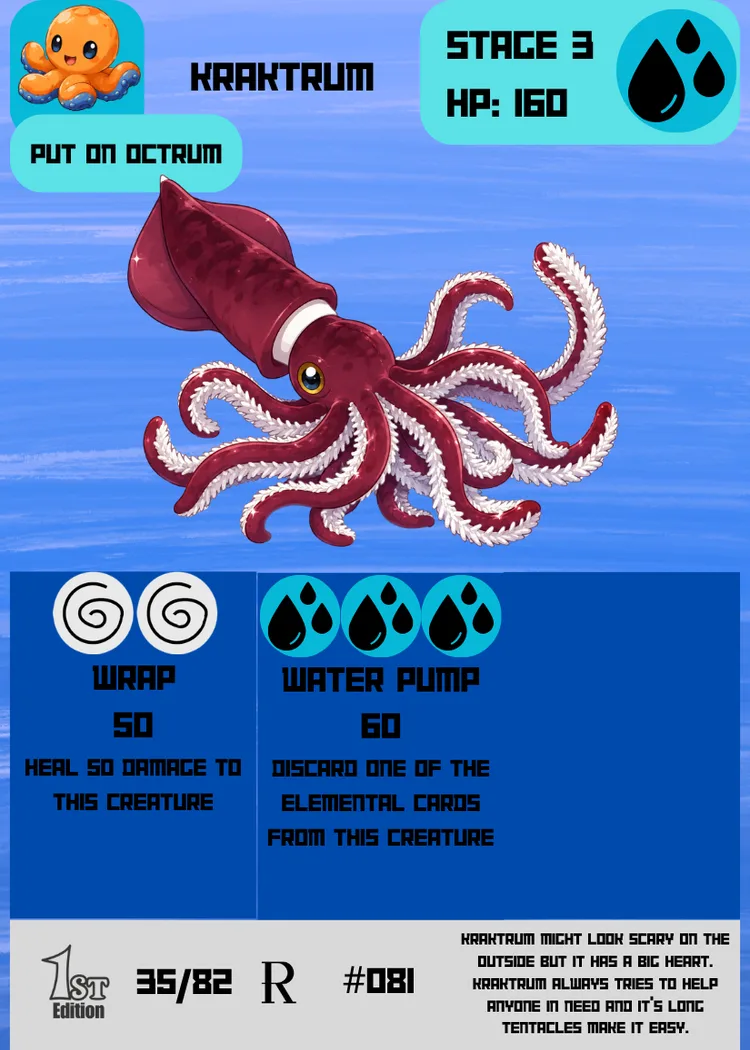 KRAKTRUM
STAGE 3
HP: 160
PUT ON OCTRUM
WRAP
50
HEAL 50 DAMAGE TO
THIS CREATURE
WATER PUMP
60
DISCARD ONE OF THE
ELEMENTAL CARDS
FROM THIS CREATURE
1ST
Edition
35/82
R
#081
KRAKTRUM MIGHT LOOK SCARY ON THE
OUTSIDE BUT IT HAS A BIG HEART.
KRAKTRUM ALWAYS TRIES TO HELP
ANYONE IN NEED AND IT'S LONG
TENTACLES MAKE IT EASY.